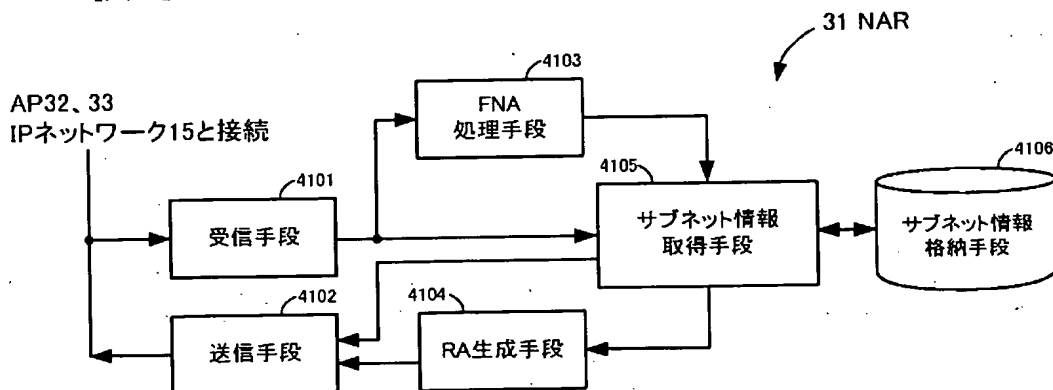 31 NAR
AP32、33
IPネットワーク15と接続
4103
FNA
処理手段
4101
受信手段
4105
サブネット情報
取得手段
4106
サブネット情報
格納手段
4102
送信手段
4104
RA生成手段